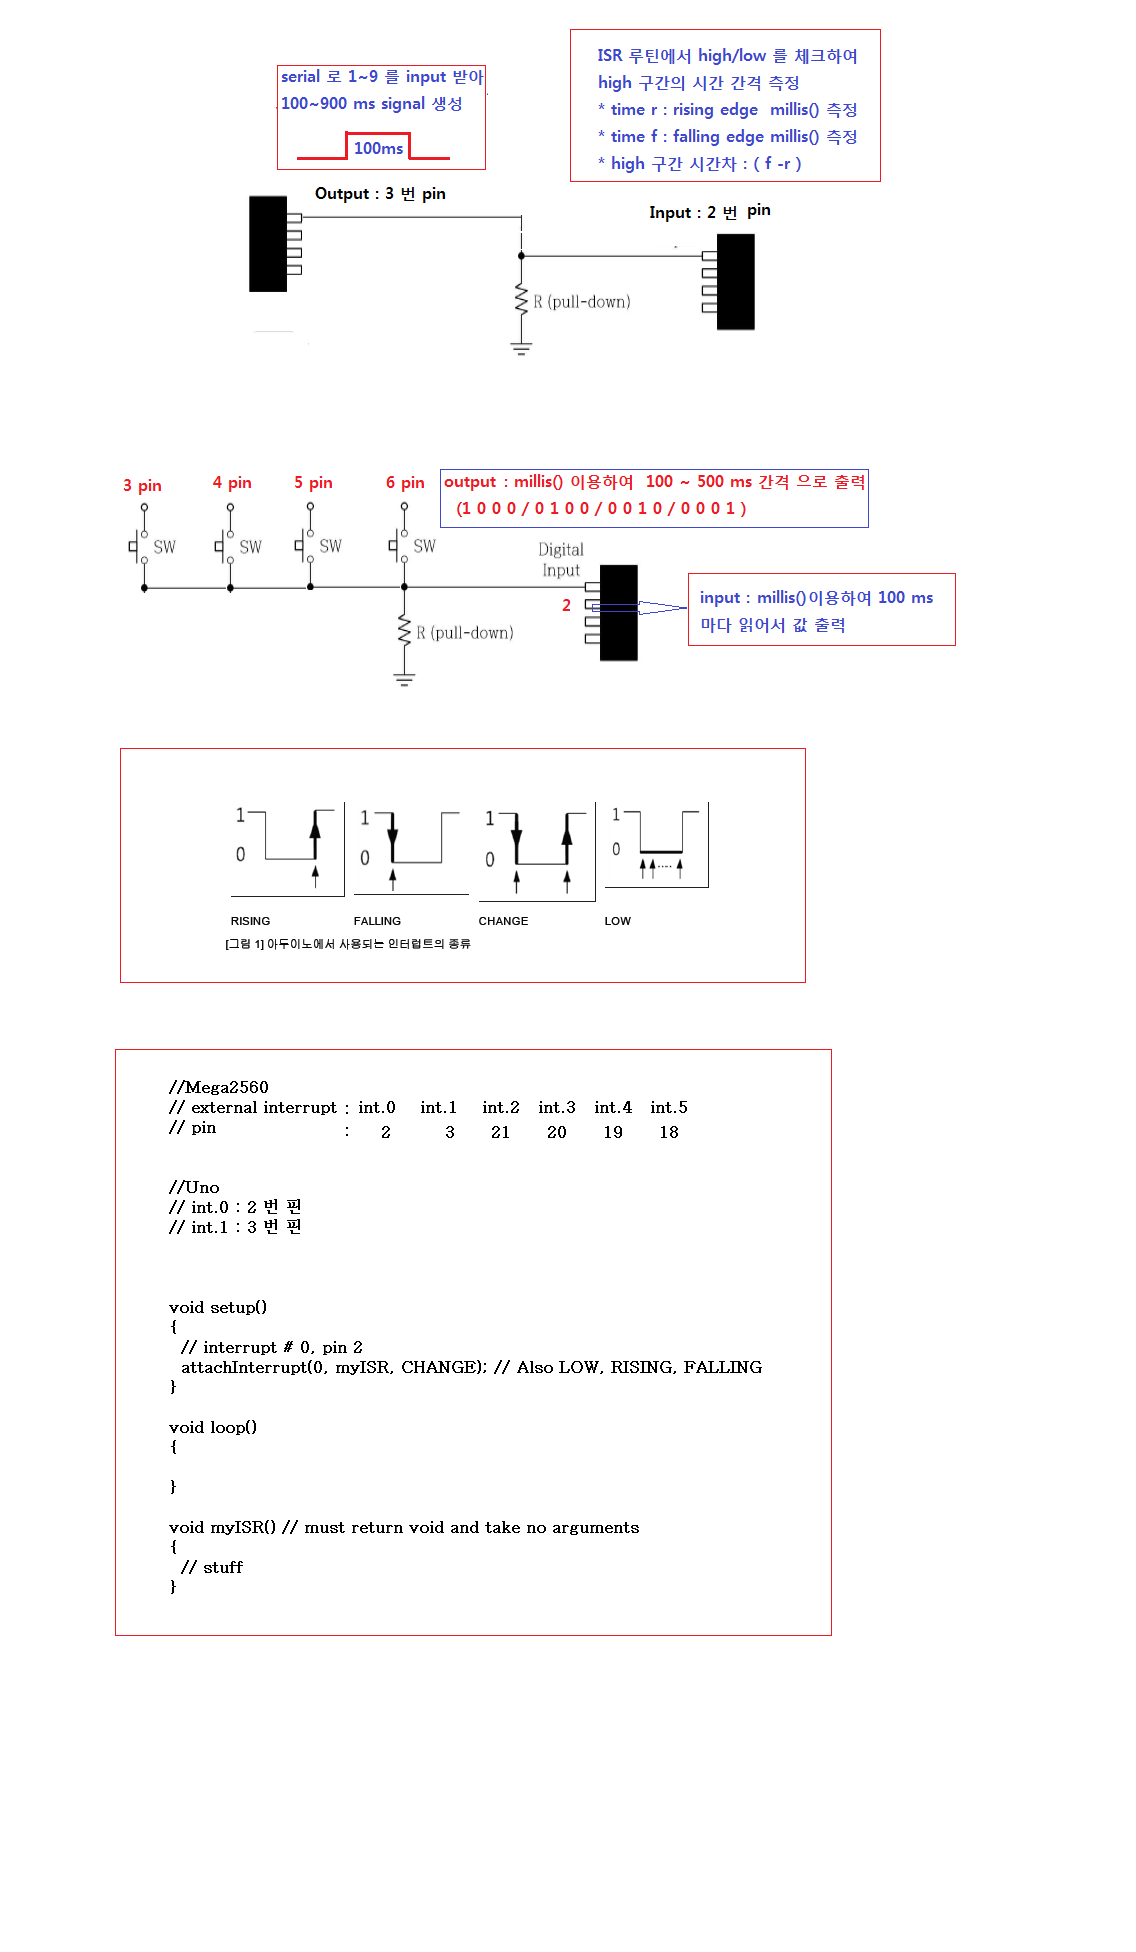 serial 로 1~9 를 input 받아
100~900 ms signal 생성
100ms
ISR 루틴에서 high/low 를 체크하여
high 구간의 시간 간격 측정
* time r : rising edge millis() 측정
* time f : falling edge millis() 측정
* high 구간 시간차 : ( f -r )
Output : 3 번 pin
Input : 2 번 pin
R (pull-down)
3 pin
4 pin
5 pin
6 pin
output : millis() 이용하여 100 ~ 500 ms 간격 으로 출력
(1 0 0 0 / 0 1 0 0 / 0 0 1 0 / 0 0 0 1 )
SW
SW
SW
SW
Digital
Input
2
input : millis()이용하여 100 ms
마다 읽어서 값 출력
R (pull-down)
1
0
1
0
1
0
1
0
RISING
FALLING
CHANGE
LOW
[그림 1] 아두이노에서 사용되는 인터럽트의 종류
//Mega2560
// external interrupt : int.0 int.1 int.2 int.3 int.4 int.5
// pin : 2 3 21 20 19 18
//Uno
// int.0 : 2 번 핀
// int.1 : 3 번 핀
void setup()
{
// interrupt # 0, pin 2
attachInterrupt(0, myISR, CHANGE); // Also LOW, RISING, FALLING
}
void loop()
{
}
void myISR() // must return void and take no arguments
{
// stuff
}